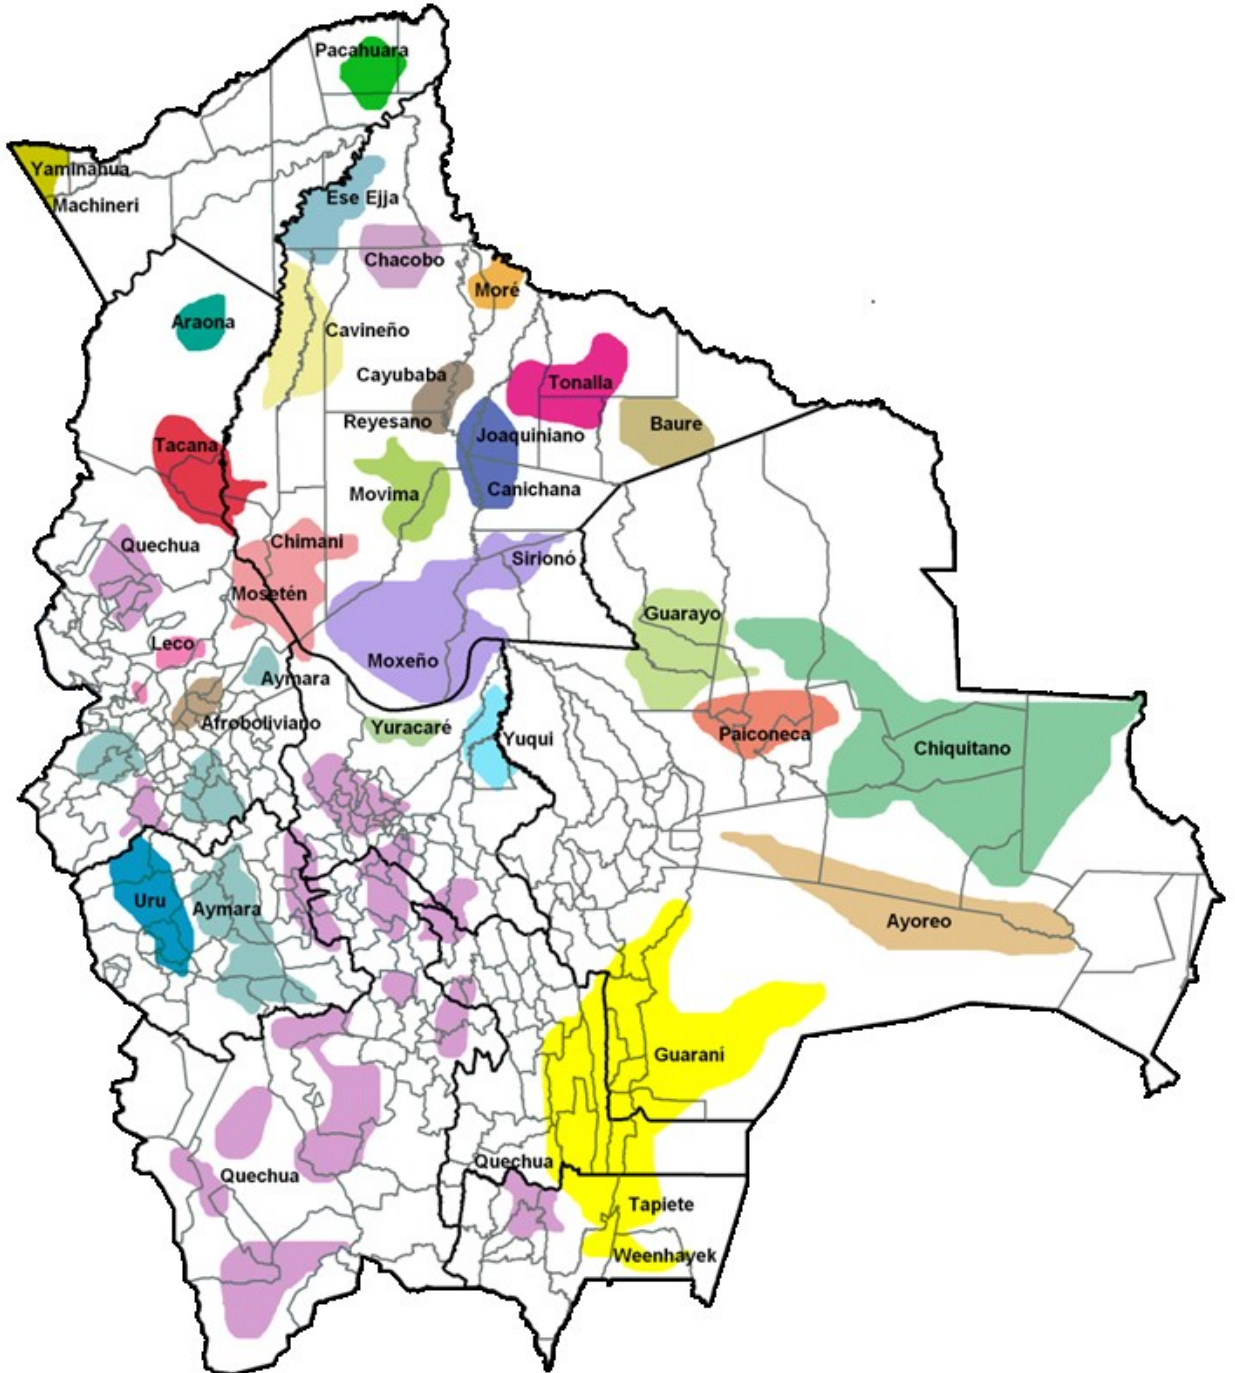 Pacahuara
Yaminahua
Machineri
Ese Ejja
Chacobo
Moré
Araona
Cavineño
Cayubaba
Tonalla
Reyesano
Baure
Joaquiniano
Tacana
Movima
Canichana
Quechua
Chimani
Sirionó
Mosetén
Guarayo
Leco
Moxeño
Aymara
Afroboliviano
Yuracaré
Yuqui
Paiconeca
Chiquitano
Uru
Aymara
Ayoreo
Guaraní
Quechua
Quechua
Tapiete
Weenhayek